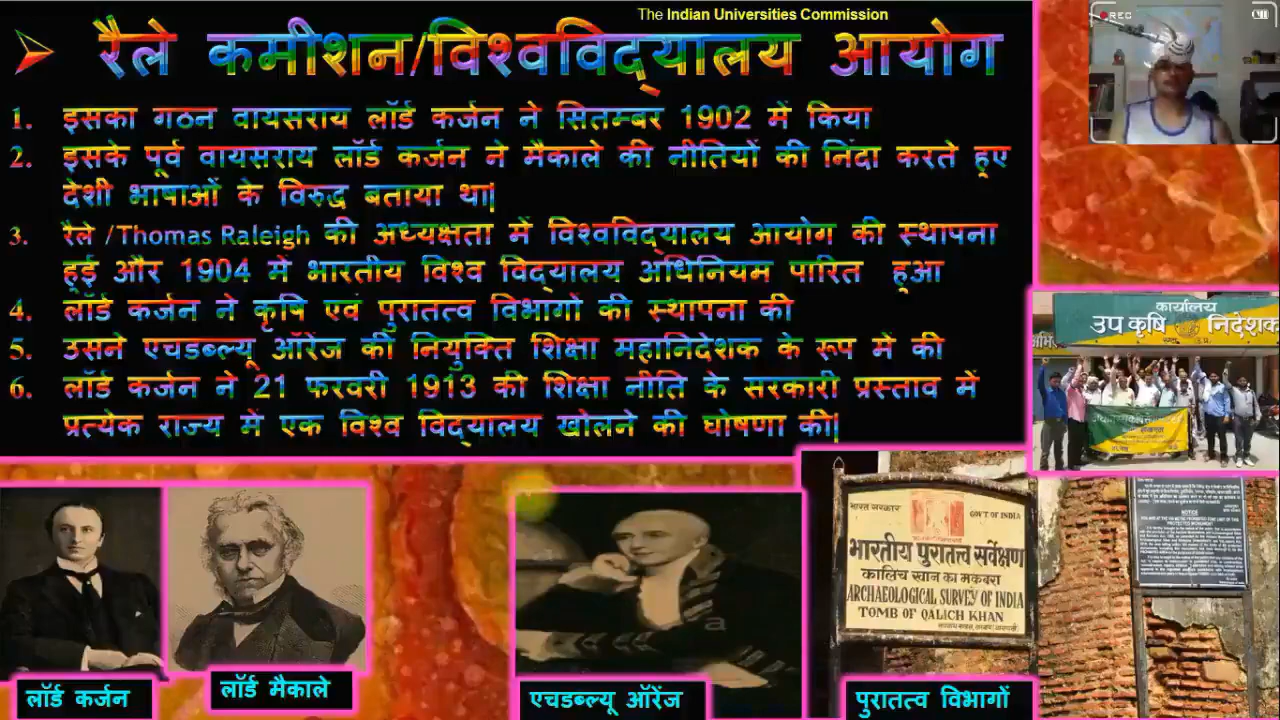 The Indian Universities Commission
रैले कमीशन/विश्वविद्यालय आयोग
REC
1. इसका गठन वायसराय लॉर्ड कर्जन ने सितम्बर 1902 में किया
2. इसके पूर्व वायसराय लॉर्ड कर्जन ने मैकाले की नीतियों की निंदा करते हुए
देशी भाषाओं के विरुद्ध बताया था|
3. रैले /Thomas Raleigh की अध्यक्षता में विश्वविद्यालय आयोग की स्थापना
हुई और 1904 में भारतीय विश्व विद्यालय अधिनियम पारित हुआ
4. लॉर्ड कर्जन ने कृषि एवं पुरातत्व विभागों की स्थापना की
5. उसने एचडब्ल्यू ऑरेंज की नियुक्ति शिक्षा महानिदेशक के रूप में की
6. लॉर्ड कर्जन ने 21 फरवरी 1913 की शिक्षा नीति के सरकारी प्रस्ताव में
प्रत्येक राज्य में एक विश्व विद्यालय खोलने की घोषणा की|
कार्यालय
उप कृषि निदेशक
भारत सरकार GOV'T OF INDIA
भारतीय पुरातत्व सर्वेक्षण
कालिच खान का मकबरा
ARCHAEOLOGICAL SURVEY OF INDIA
TOMB OF QALICH KHAN
NOTICE
लॉर्ड कर्जन
लॉर्ड मैकाले
एचडब्ल्यू ऑरेंज
पुरातत्व विभागों